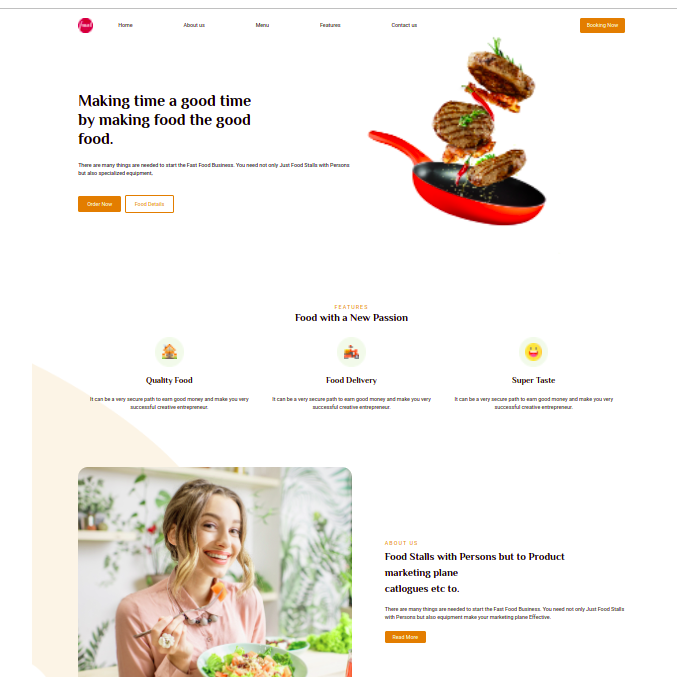 Home
About us
Menu
Features
Contact us
Booking Now
Making time a good time
by making food the good
food.
There are many things are needed to start the Fast Food Business. You need not only Just Food Stalls with Persons
but also specialized equipment.
Order Now
Food Details
FEATURES
Food with a New Passion
Quality Food
Food Delivery
Super Taste
It can be a very secure path to earn good money and make you very
successful creative entrepreneur.
It can be a very secure path to earn good money and make you very
successful creative entrepreneur.
It can be a very secure path to earn good money and make you very
successful creative entrepreneur.
ABOUT US
Food Stalls with Persons but to Product
marketing plane
catlogues etc to.
There are many things are needed to start the Fast Food Business. You need not only Just Food Stalls
with Persons but also equipment make your marketing plane Effective.
Read More